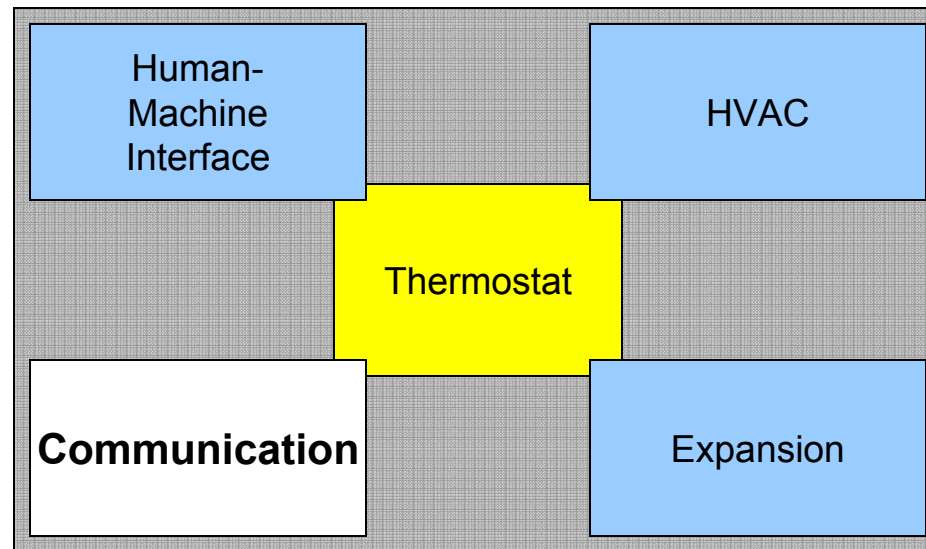 Human-
Machine
Interface
HVAC
Thermostat
Communication
Expansion